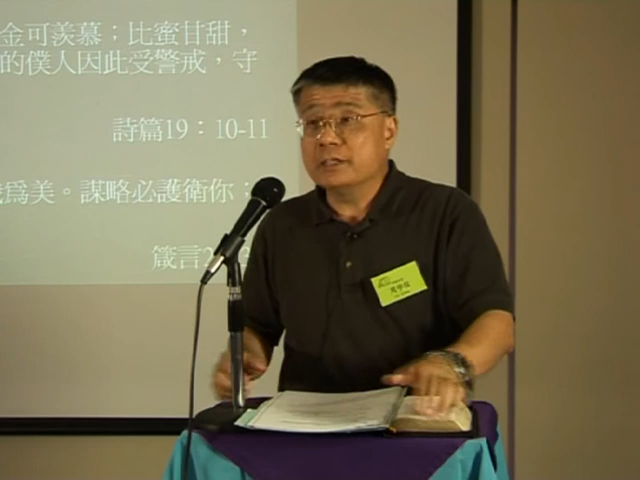 金可羨慕；比蜜甘甜，
的僕人因此受警戒，守
詩篇19：10-11
為美。謀略必護衛你；
箴言2